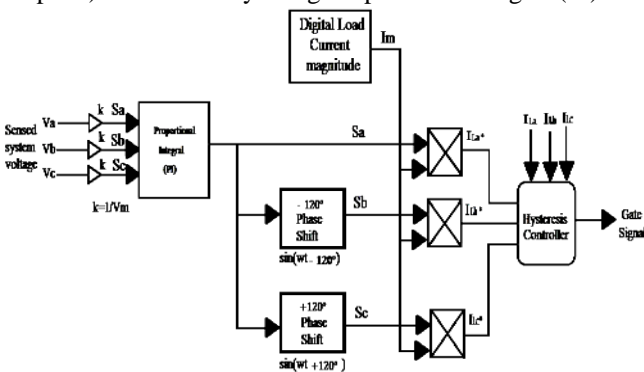 Digital Load
Current
magnitude
Im
Sensed
system
voltage
Va
k
Sa
Vb
k
Sb
Vc
k
Sc
k=1/Vm
Proportional
Integral
(PI)
Sa
- 120°
Phase
Shift
sin(wt - 120°)
Sb
+120°
Phase
Shift
sin(wt +120°)
Sc
ILa*
ILb*
ILc*
ILa
ILb
ILc
Hysteresis
Controller
Gate
Signal